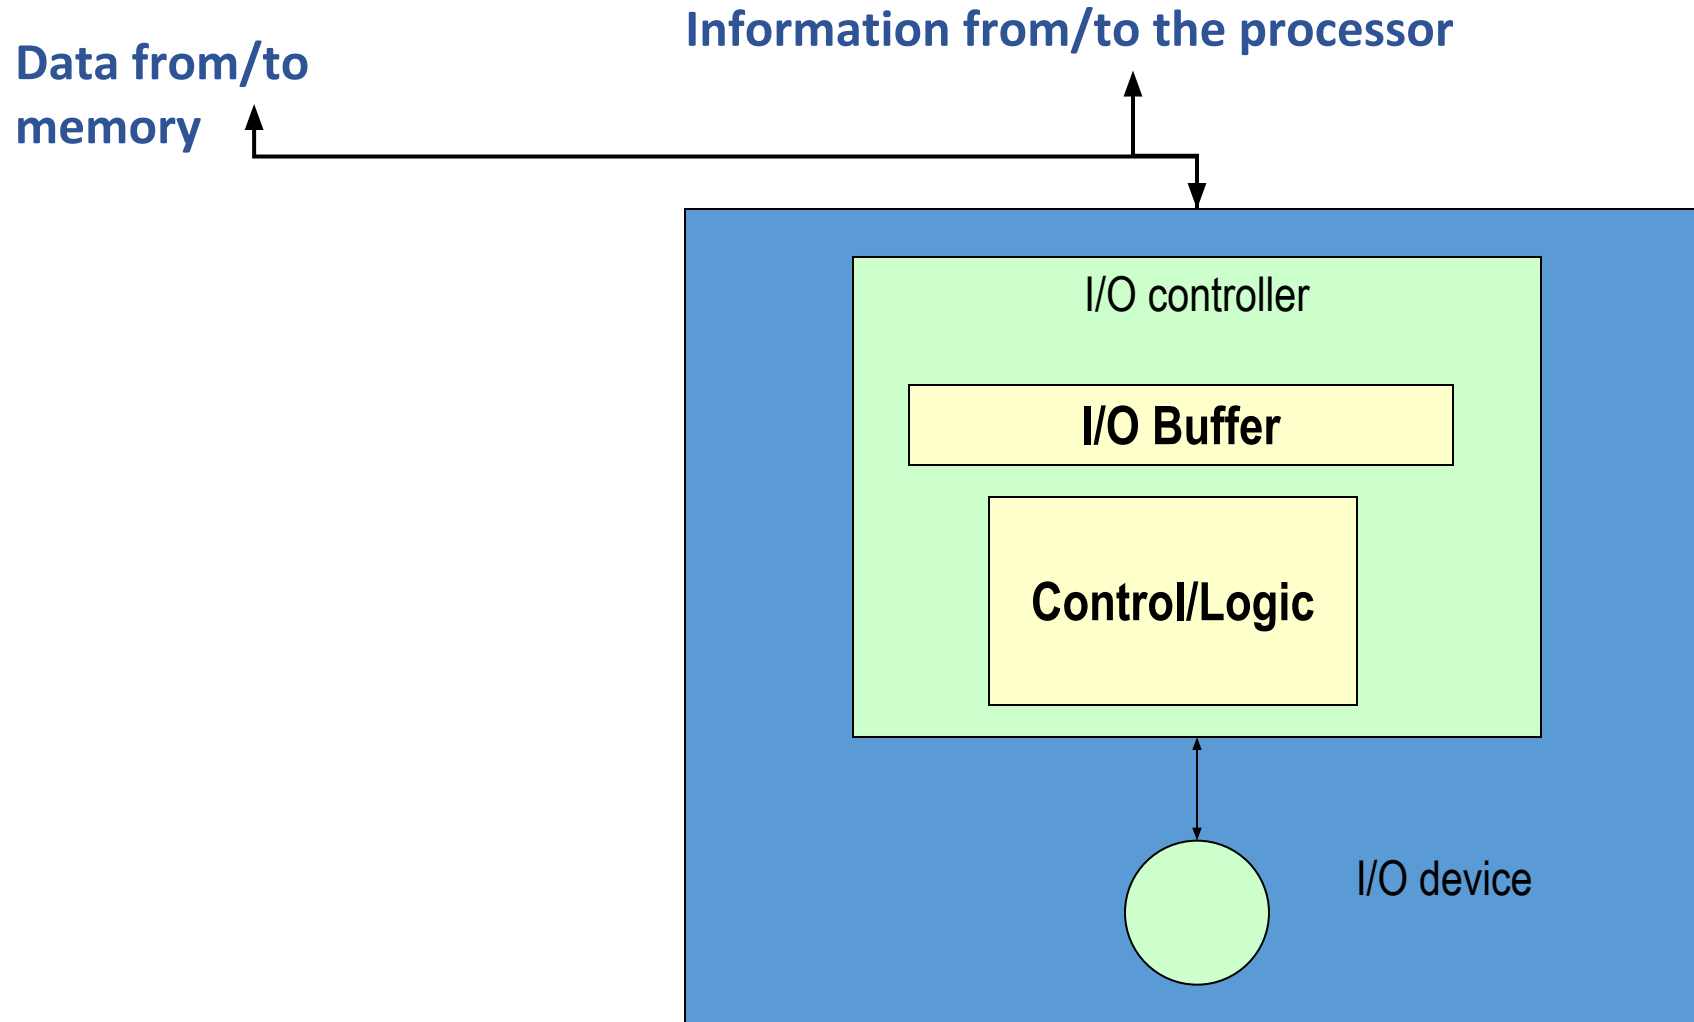 Information from/to the processor
Data from/to
memory
I/O controller
I/O Buffer
Control/Logic
I/O device